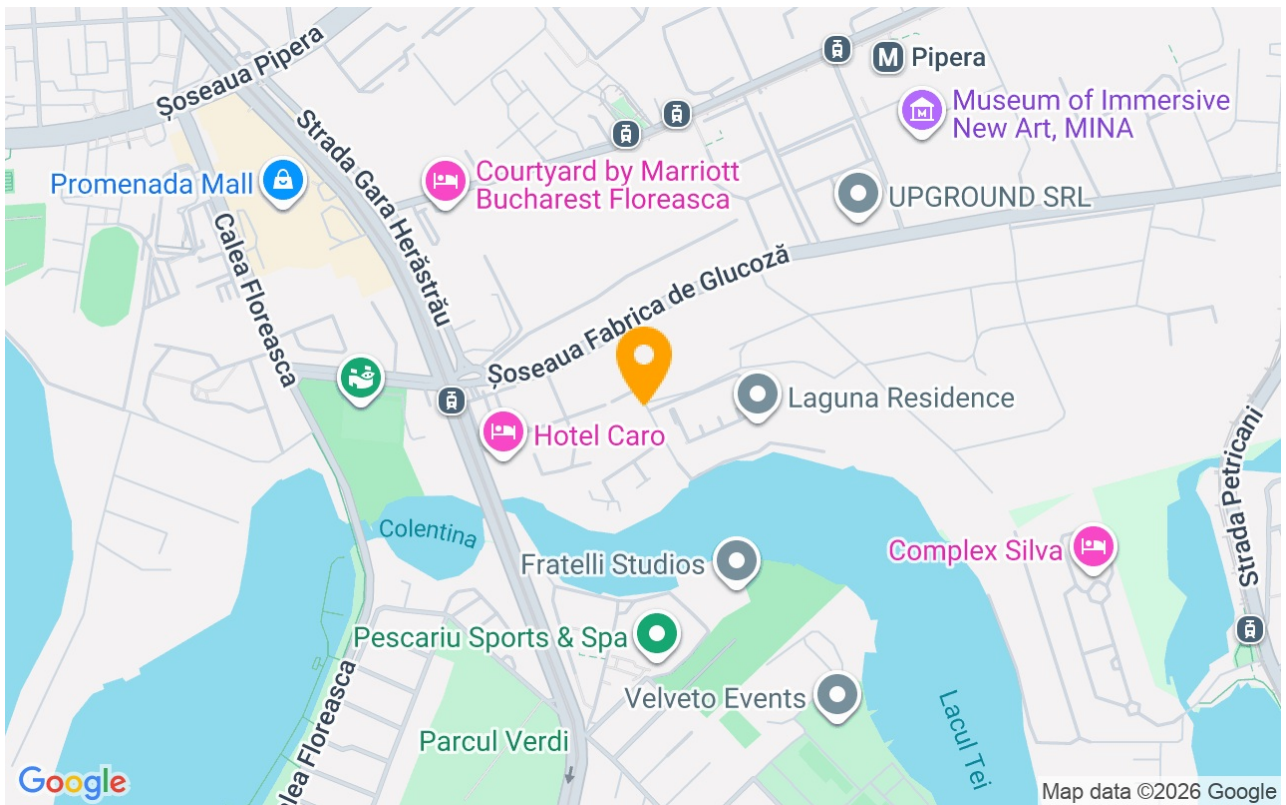 Șoseaua Pipera
M
Pipera
Museum of Immersive
New Art, MINA
M
Strada Gara Herăstrău
Courtyard by Marriott
Bucharest Floreasca
Promenada Mall
UPGROUND SRL
Calea Floreasca
Șoseaua Fabrica de Glucoză
Laguna Residence
Hotel Caro
Strada Petricani
Colentina
Complex Silva
Fratelli Studios
Pescariu Sports & Spa
Velveto Events
Lacul Tei
Parcul Verdi
alea Floreasca
Google
Map data ©2026 Google